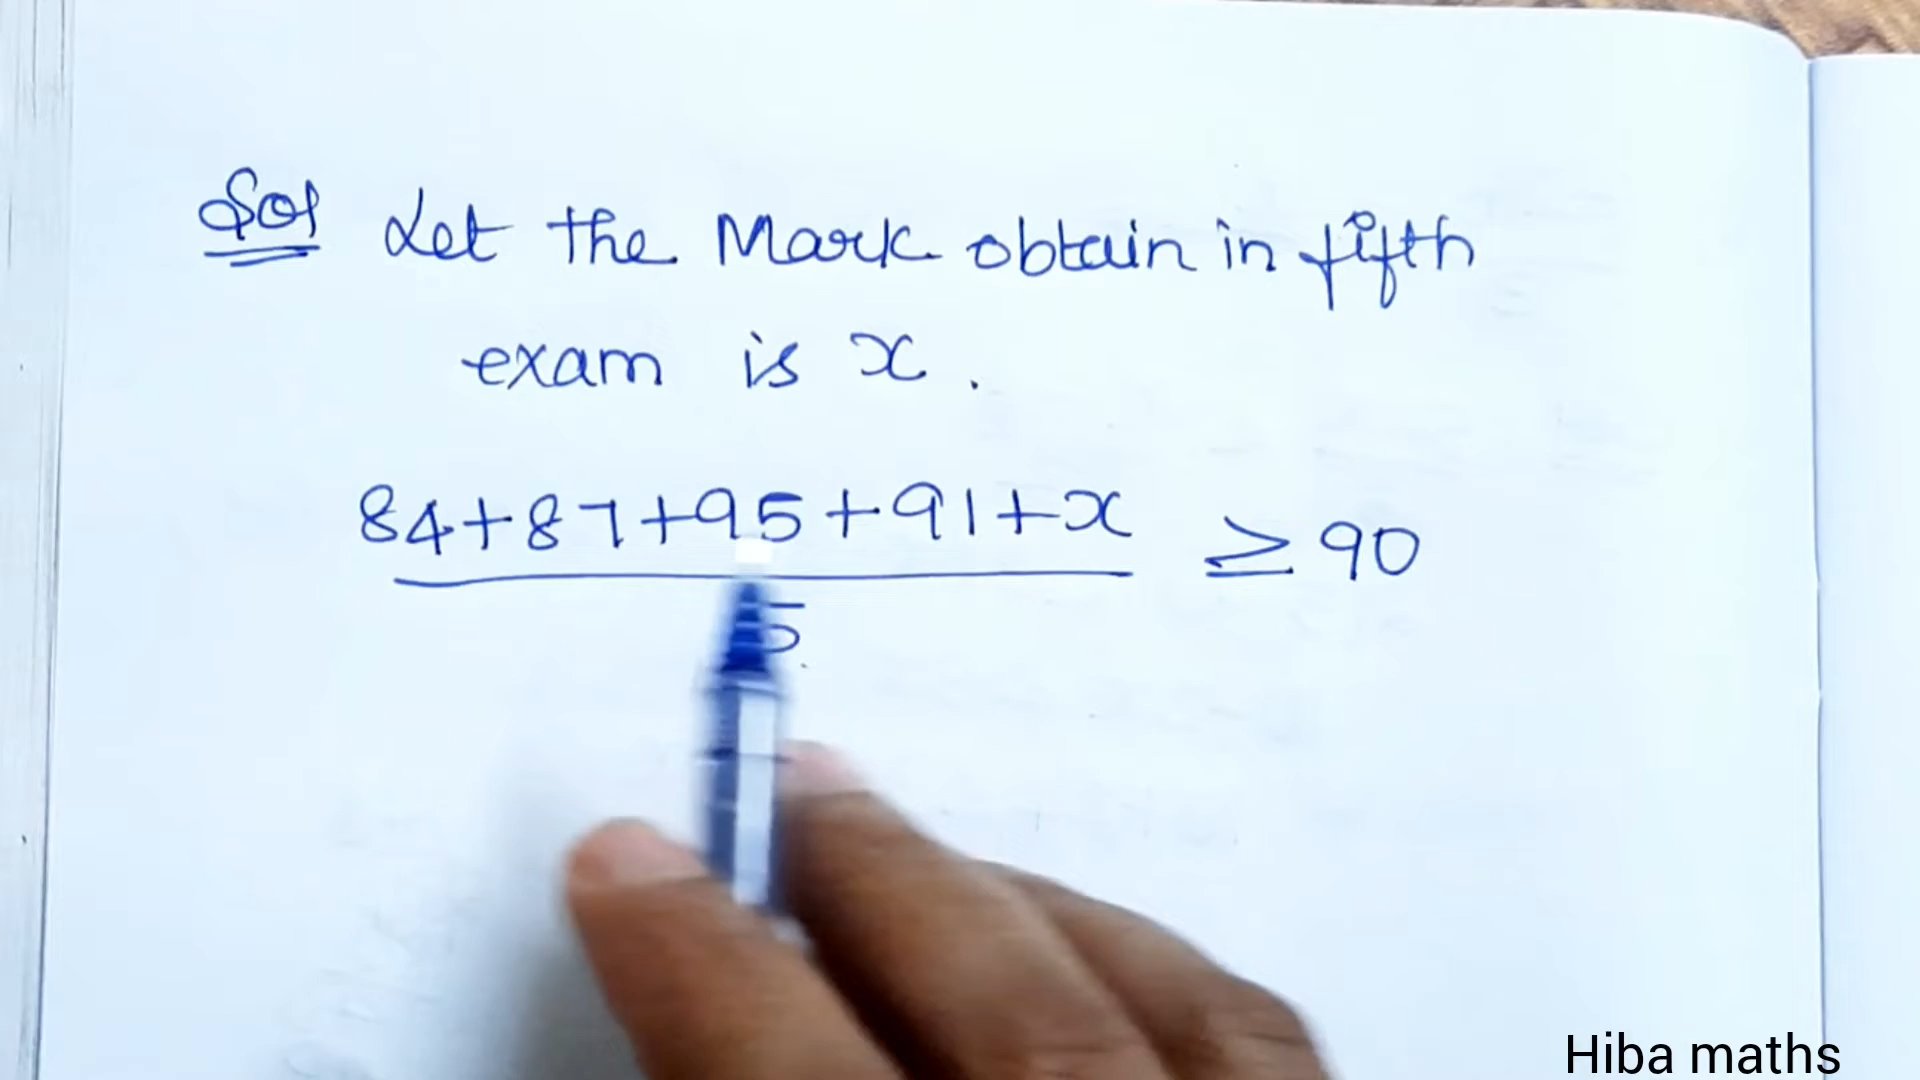 Sol Let the Mark obtain in fifth
exam is x.
84+87+95+91+x ≥ 90
5
Hiba maths